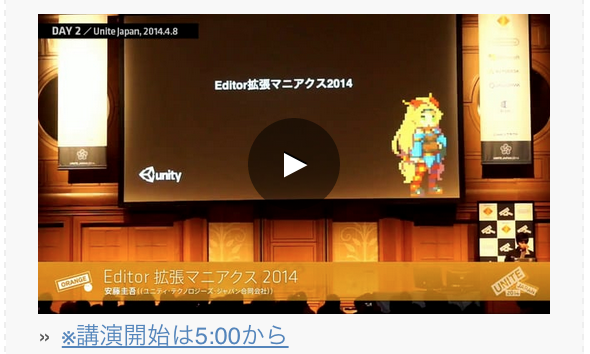 DAY 2 / Unite Japan, 2014.4.8
Editor拡張マニアクス2014
unity
ORANGE
Editor 拡張マニアクス 2014
安藤圭吾(ユニティ・テクノロジーズ・ジャパン合同会社)
UNITE
JAPAN
2014
» ※講演開始は5:00から